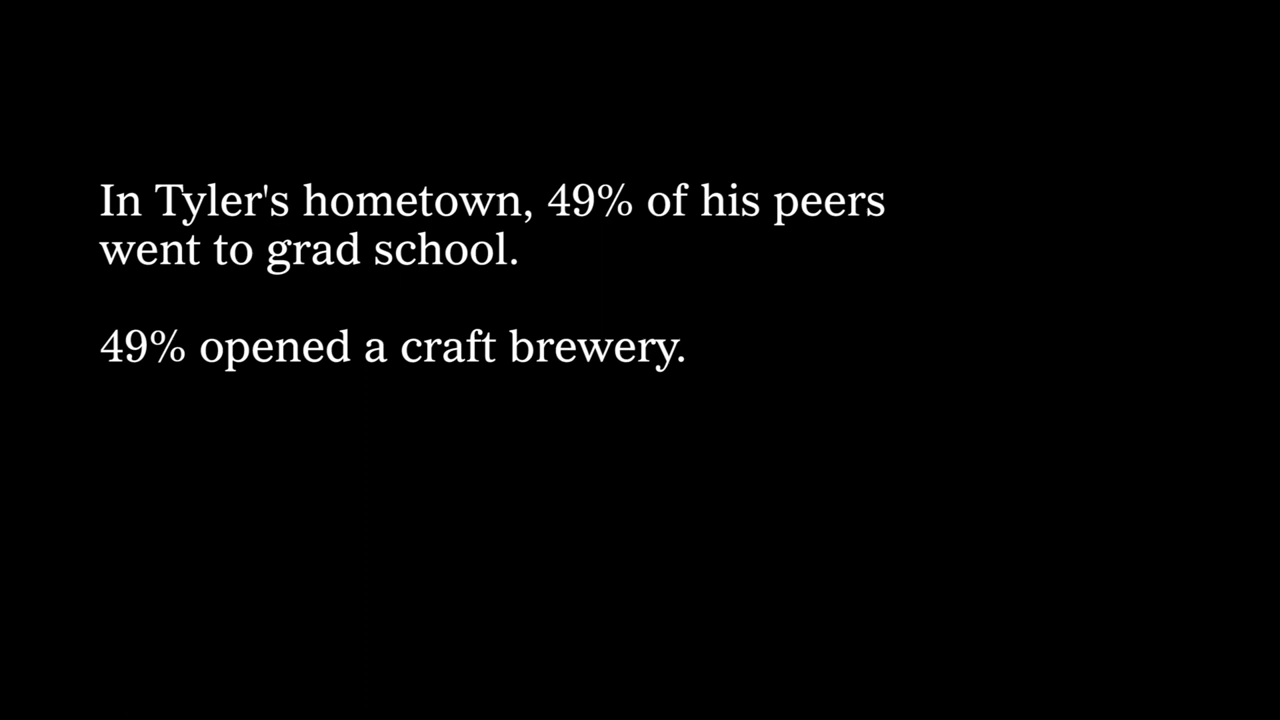 In Tyler's hometown, 49% of his peers
went to grad school.
49% opened a craft brewery.